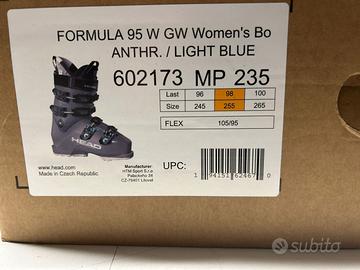 FORMULA 95 W GW Women's Bo
ANTHR. / LIGHT BLUE
602173 MP 235
Last 96 98 100
Size 245 255 265
FLEX 105/95
HEAD
www.head.com
Made in Czech Republic
Manufacturer:
HTM Sport S.r.o
Palackého 34
CZ-79401 Litovel
UPC:
1 94151 62467 0
subito